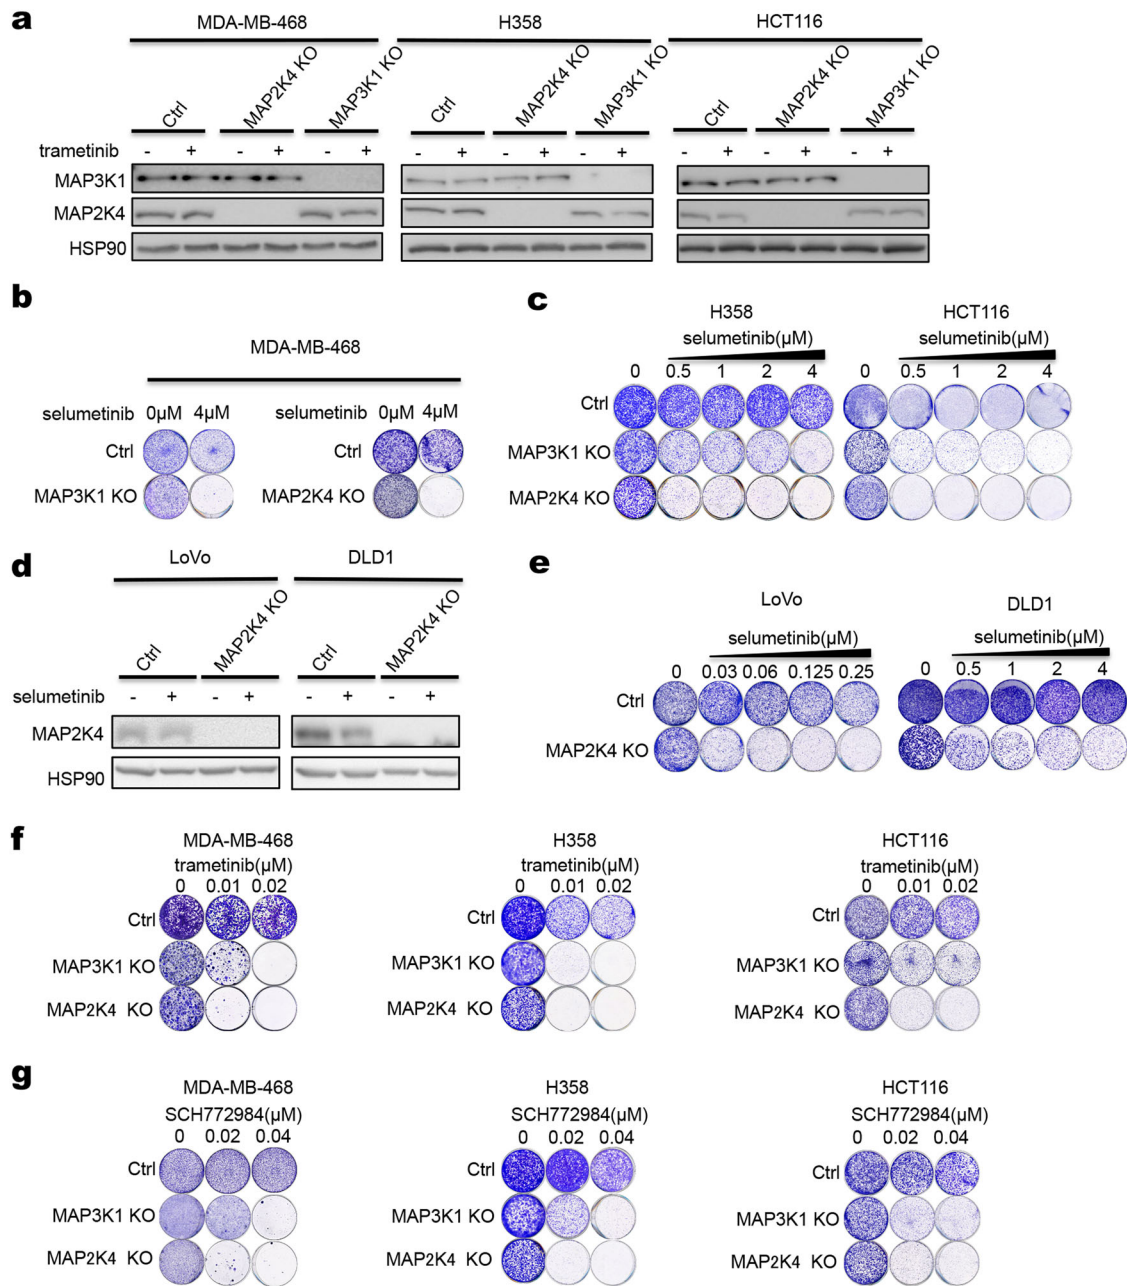 a
MDA-MB-468 H358 HCT116
Ctrl MAP2K4 KO MAP3K1 KO Ctrl MAP2K4 KO MAP3K1 KO Ctrl MAP2K4 KO MAP3K1 KO
trametinib - + - + - + - + - + - + - + - + - +
MAP3K1
MAP2K4
HSP90
b
MDA-MB-468
selumetinib 0μM 4μM selumetinib 0μM 4μM
Ctrl Ctrl
MAP3K1 KO MAP2K4 KO
c
H358 HCT116
selumetinib(μM) selumetinib(μM)
0 0.5 1 2 4 0 0.5 1 2 4
Ctrl
MAP3K1 KO
MAP2K4 KO
d
LoVo DLD1
Ctrl MAP2K4 KO Ctrl MAP2K4 KO
selumetinib - + - + - + - +
MAP2K4
HSP90
e
LoVo DLD1
selumetinib(μM) selumetinib(μM)
0 0.03 0.06 0.125 0.25 0 0.5 1 2 4
Ctrl
MAP2K4 KO
f
MDA-MB-468 H358 HCT116
trametinib(μM) trametinib(μM) trametinib(μM)
0 0.01 0.02 0 0.01 0.02 0 0.01 0.02
Ctrl Ctrl Ctrl
MAP3K1 KO MAP3K1 KO MAP3K1 KO
MAP2K4 KO MAP2K4 KO MAP2K4 KO
g
MDA-MB-468 H358 HCT116
SCH772984(μM) SCH772984(μM) SCH772984(μM)
0 0.02 0.04 0 0.02 0.04 0 0.02 0.04
Ctrl Ctrl Ctrl
MAP3K1 KO MAP3K1 KO MAP3K1 KO
MAP2K4 KO MAP2K4 KO MAP2K4 KO